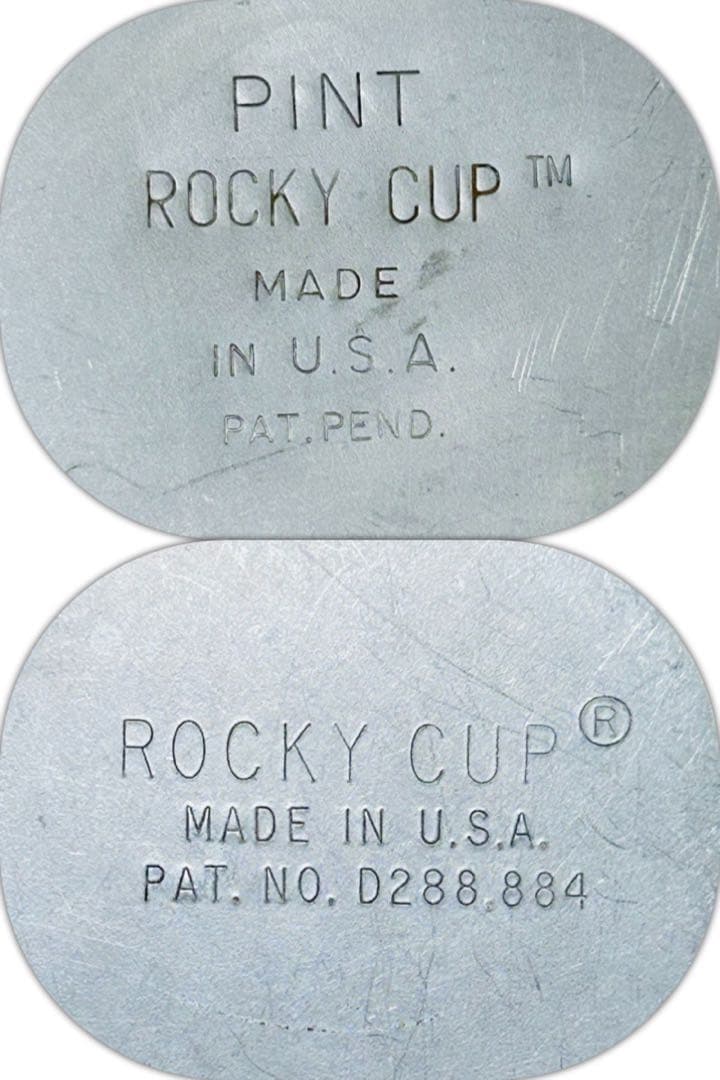 PINT
ROCKY CUP ™
MADE
IN U.S.A.
PAT. PEND.
ROCKY CUP ®
MADE IN U.S.A.
PAT. NO. D288,884